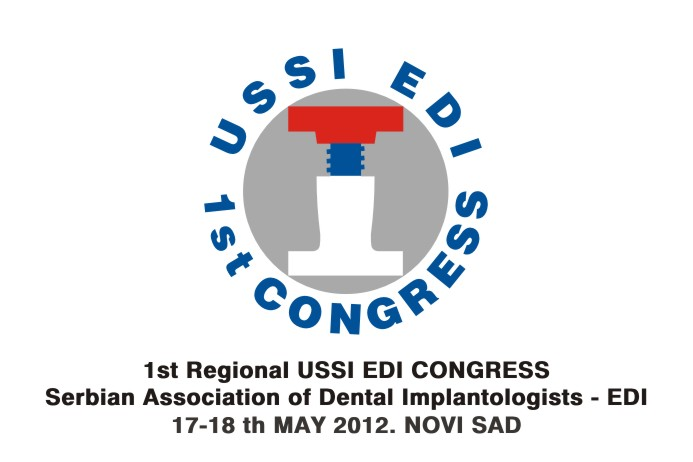 USSI EDI
1st CONGRESS
1st Regional USSI EDI CONGRESS
Serbian Association of Dental Implantologists - EDI
17-18 th MAY 2012. NOVI SAD